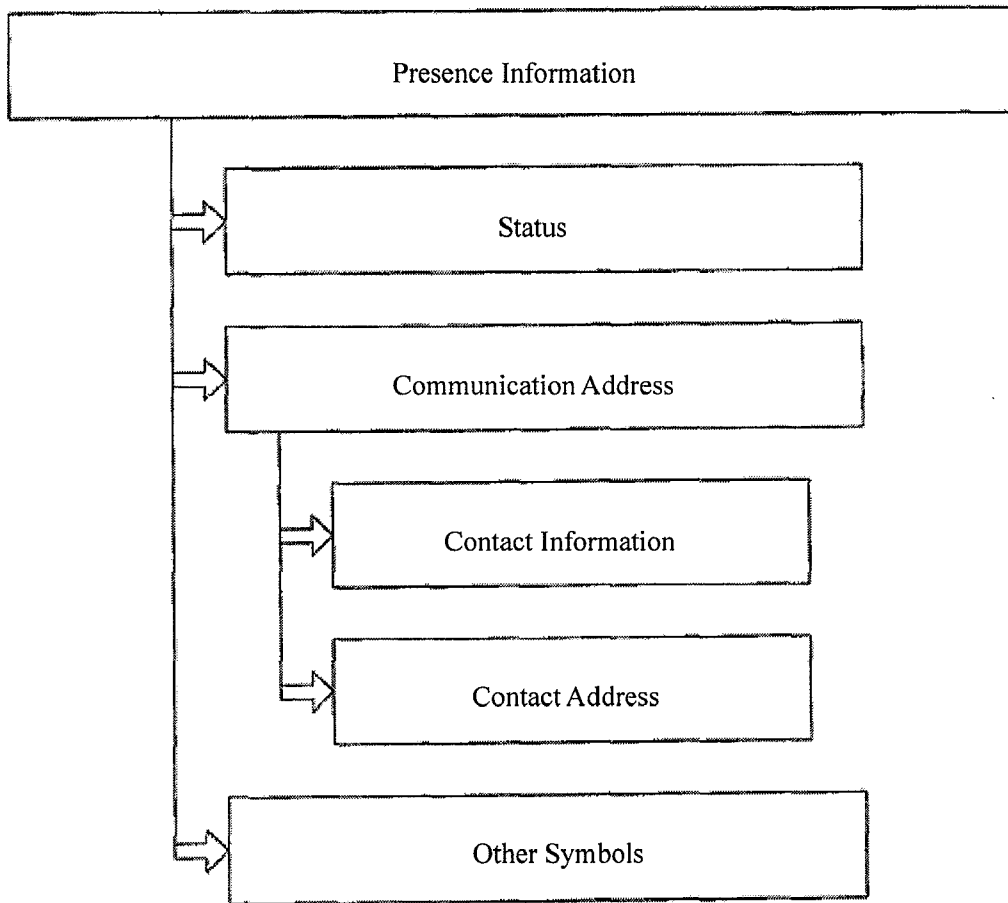 Presence Information
Status
Communication Address
Contact Information
Contact Address
Other Symbols